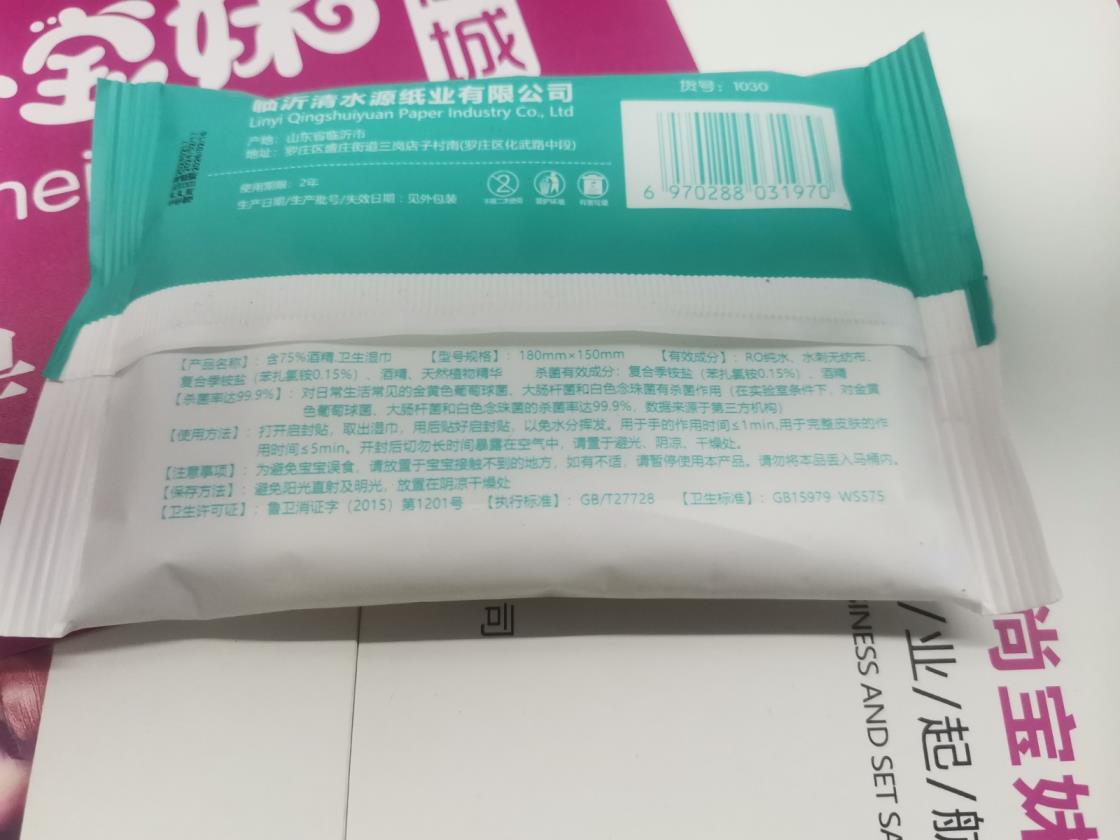 宝妹
城
临沂清水源纸业有限公司
Linyi Qingshuiyuan Paper Industry Co., Ltd
货号：1030
产地：山东省临沂市
地址：罗庄区盛庄街道三岗店子村南(罗庄区化武路中段)
使用期限：2年
生产日期/生产批号/失效日期：见外包装
6 970288 031970
【产品名称】：含75%酒精.卫生湿巾 【型号规格】：180mm×150mm 【有效成分】：RO纯水、水刺无纺布、
复合季铵盐（苯扎氯铵0.15%）、酒精、天然植物精华 杀菌有效成分：复合季铵盐（苯扎氯铵0.15%）、酒精
【杀菌率达99.9%】：对日常生活常见的金黄色葡萄球菌、大肠杆菌和白色念珠菌有杀菌作用（在实验室条件下，对金黄
色葡萄球菌、大肠杆菌和白色念珠菌的杀菌率达99.9%，数据来源于第三方机构）
【使用方法】：打开启封贴，取出湿巾，用后贴好启封贴，以免水分挥发。用于手的作用时间≤1min,用于完整皮肤的作
用时间≤5min。开封后切勿长时间暴露在空气中，请置于避光、阴凉、干燥处。
【注意事项】：为避免宝宝误食，请放置于宝宝接触不到的地方，如有不适，请暂停使用本产品。请勿将本品丢入马桶内。
【保存方法】：避免阳光直射及明光，放置在阴凉干燥处
【卫生许可证】：鲁卫消证字（2015）第1201号 【执行标准】：GB/T27728 【卫生标准】：GB15979 WS575
司
尚宝妹
/业/起/航
SINESS AND SET SA